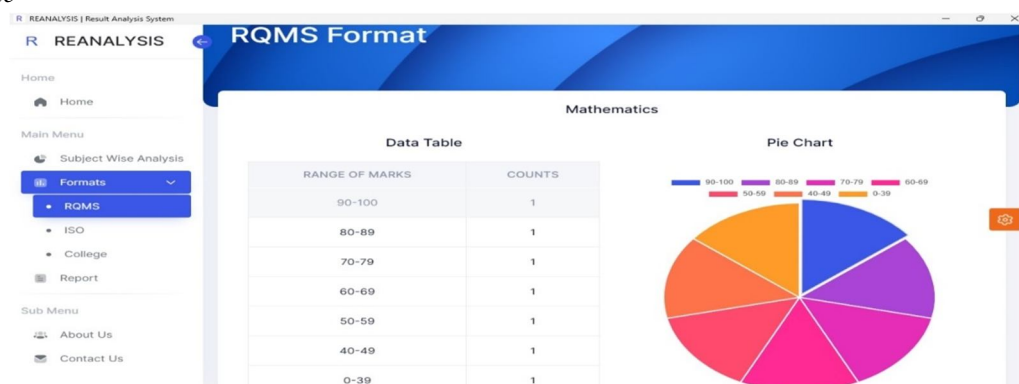 R REANALYSIS | Result Analysis System
R REANALYSIS
RQMS Format
Home
Home
Main Menu
Subject Wise Analysis
Formats
RQMS
ISO
College
Report
Sub Menu
About Us
Contact Us
Mathematics
Data Table
RANGE OF MARKS COUNTS
90-100 1
80-89 1
70-79 1
60-69 1
50-59 1
40-49 1
0-39 1
Pie Chart
90-100 80-89 70-79 60-69
50-59 40-49 0-39